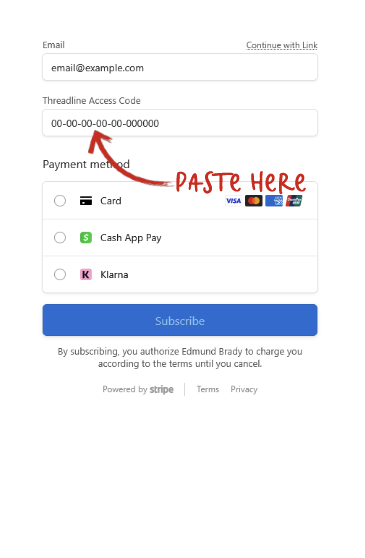 Email
Continue with Link
email@example.com
Threadline Access Code
00-00-00-00-00-000000
Payment method
PASTE HERE
Card
VISA
Cash App Pay
Klarna
Subscribe
By subscribing, you authorize Edmund Brady to charge you
according to the terms until you cancel.
Powered by stripe
Terms
Privacy